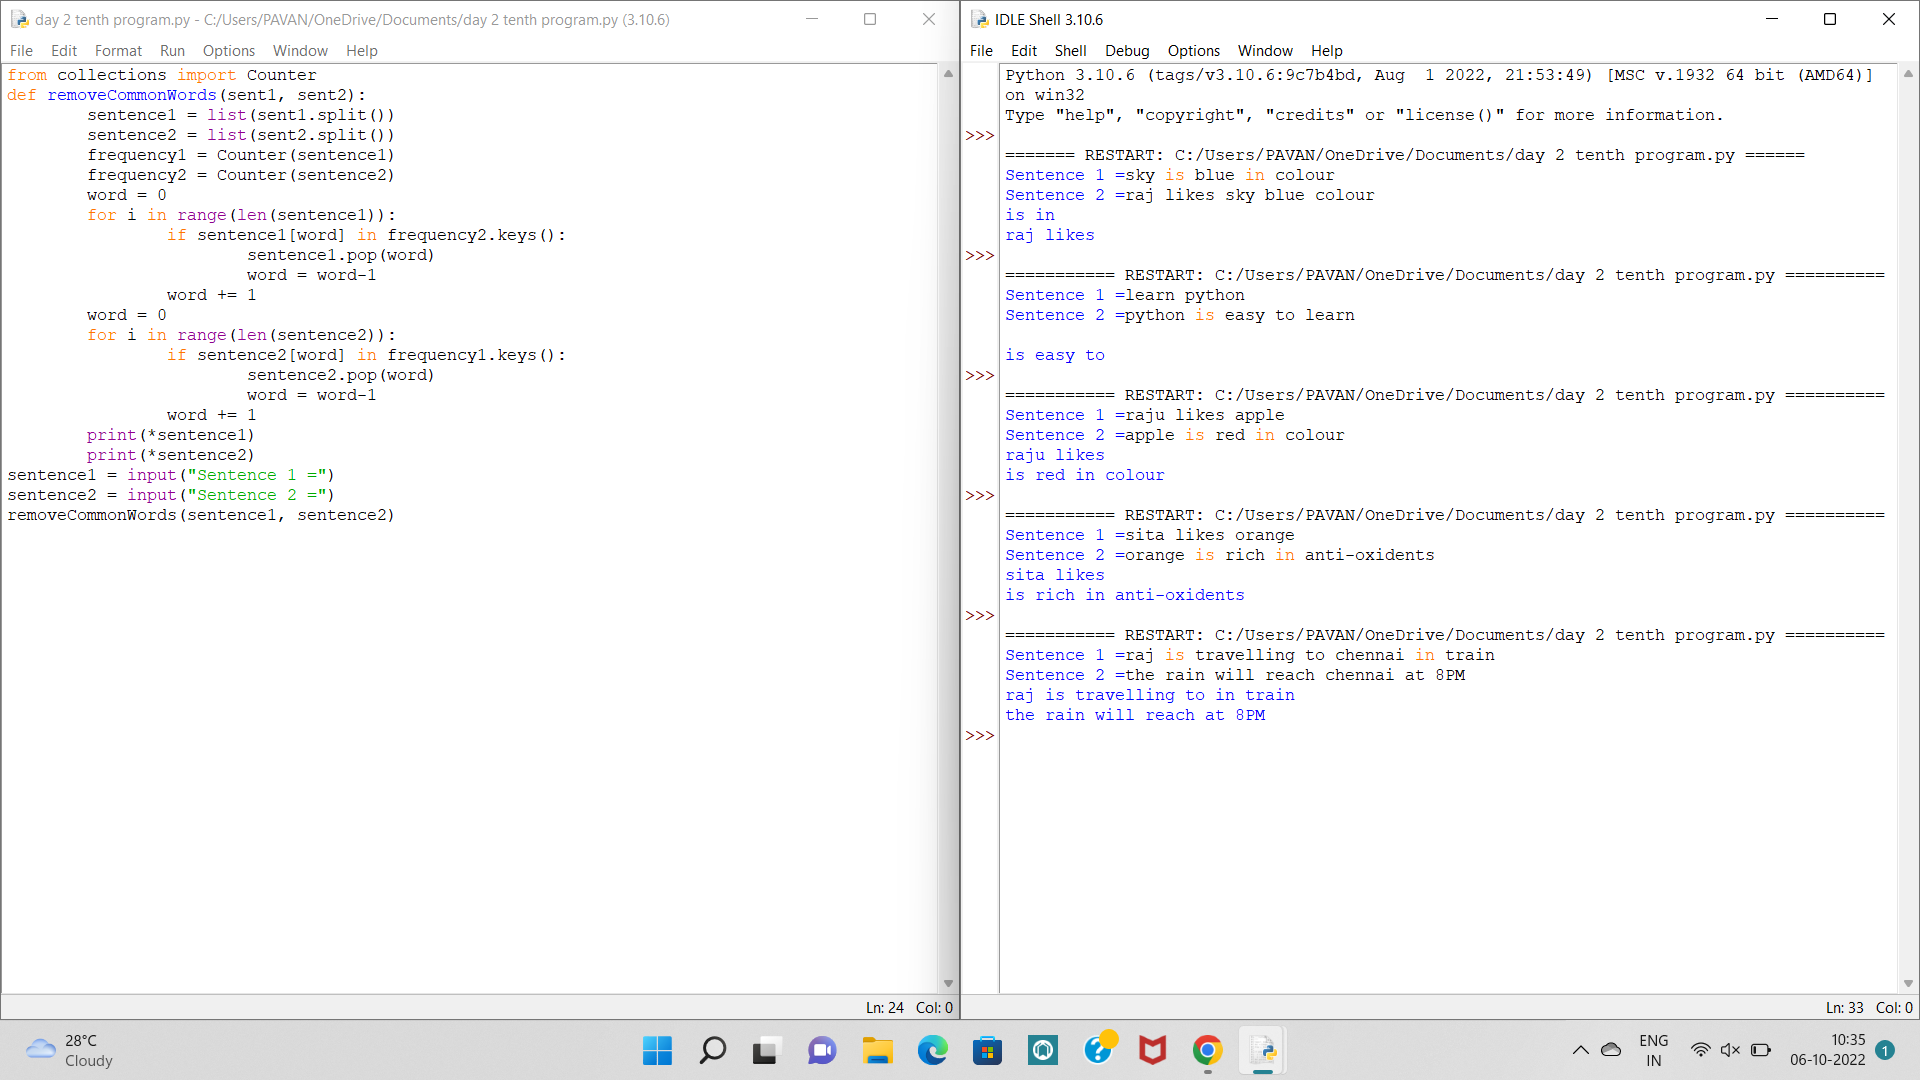 day 2 tenth program.py - C:/Users/PAVAN/OneDrive/Documents/day 2 tenth program.py (3.10.6)
File Edit Format Run Options Window Help
from collections import Counter
def removeCommonWords(sent1, sent2):
        sentence1 = list(sent1.split())
        sentence2 = list(sent2.split())
        frequency1 = Counter(sentence1)
        frequency2 = Counter(sentence2)
        word = 0
        for i in range(len(sentence1)):
                if sentence1[word] in frequency2.keys():
                        sentence1.pop(word)
                        word = word-1
                word += 1
        word = 0
        for i in range(len(sentence2)):
                if sentence2[word] in frequency1.keys():
                        sentence2.pop(word)
                        word = word-1
                word += 1
        print(*sentence1)
        print(*sentence2)
sentence1 = input("Sentence 1 =")
sentence2 = input("Sentence 2 =")
removeCommonWords(sentence1, sentence2)
Ln: 24 Col: 0
IDLE Shell 3.10.6
File Edit Shell Debug Options Window Help
Python 3.10.6 (tags/v3.10.6:9c7b4bd, Aug  1 2022, 21:53:49) [MSC v.1932 64 bit (AMD64)]
on win32
Type "help", "copyright", "credits" or "license()" for more information.
>>>
======= RESTART: C:/Users/PAVAN/OneDrive/Documents/day 2 tenth program.py ======
Sentence 1 =sky is blue in colour
Sentence 2 =raj likes sky blue colour
is in
raj likes
>>>
=========== RESTART: C:/Users/PAVAN/OneDrive/Documents/day 2 tenth program.py ==========
Sentence 1 =learn python
Sentence 2 =python is easy to learn

is easy to
>>>
=========== RESTART: C:/Users/PAVAN/OneDrive/Documents/day 2 tenth program.py ==========
Sentence 1 =raju likes apple
Sentence 2 =apple is red in colour
raju likes
is red in colour
>>>
=========== RESTART: C:/Users/PAVAN/OneDrive/Documents/day 2 tenth program.py ==========
Sentence 1 =sita likes orange
Sentence 2 =orange is rich in anti-oxidents
sita likes
is rich in anti-oxidents
>>>
=========== RESTART: C:/Users/PAVAN/OneDrive/Documents/day 2 tenth program.py ==========
Sentence 1 =raj is travelling to chennai in train
Sentence 2 =the rain will reach chennai at 8PM
raj is travelling to in train
the rain will reach at 8PM
>>>
Ln: 33 Col: 0
28°C
Cloudy
ENG
IN
10:35
06-10-2022
1